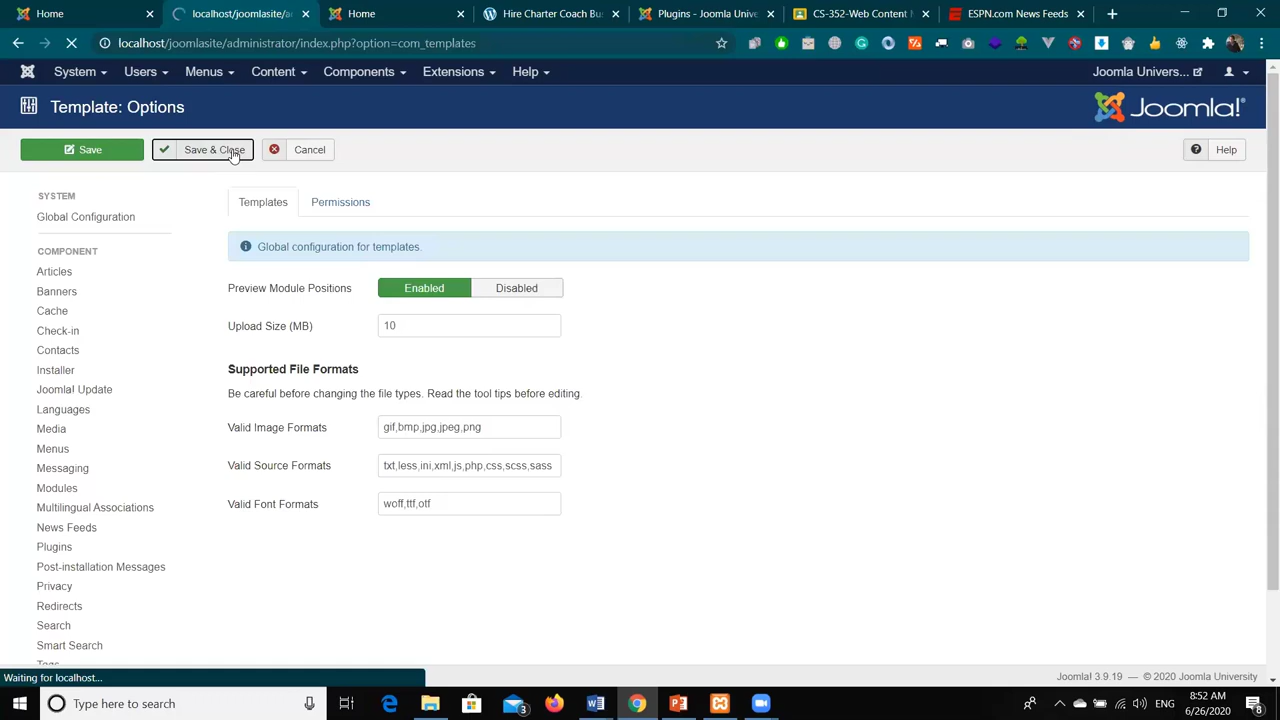 Home
localhost/joomlasite/a
Home
Hire Charter Coach Bu
Plugins - Joomla Unive
CS-352-Web Content
ESPN.com News Feeds
localhost/joomlasite/administrator/index.php?option=com_templates
System Users Menus Content Components Extensions Help
Joomla Univers...
Template: Options
Joomla!
Save
Save & Close
Cancel
Help
SYSTEM
Global Configuration
COMPONENT
Articles
Banners
Cache
Check-in
Contacts
Installer
Joomla! Update
Languages
Media
Menus
Messaging
Modules
Multilingual Associations
News Feeds
Plugins
Post-installation Messages
Privacy
Redirects
Search
Smart Search
Tags
Templates
Permissions
Global configuration for templates.
Preview Module Positions Enabled Disabled
Upload Size (MB) 10
Supported File Formats
Be careful before changing the file types. Read the tool tips before editing.
Valid Image Formats gif,bmp,jpg,jpeg,png
Valid Source Formats txt,less,ini,xml,js,php,css,scss,sass
Valid Font Formats woff,ttf,otf
Waiting for localhost...
Joomla! 3.9.19 — © 2020 Joomla University
Type here to search
3
ENG
8:52 AM
6/26/2020
8